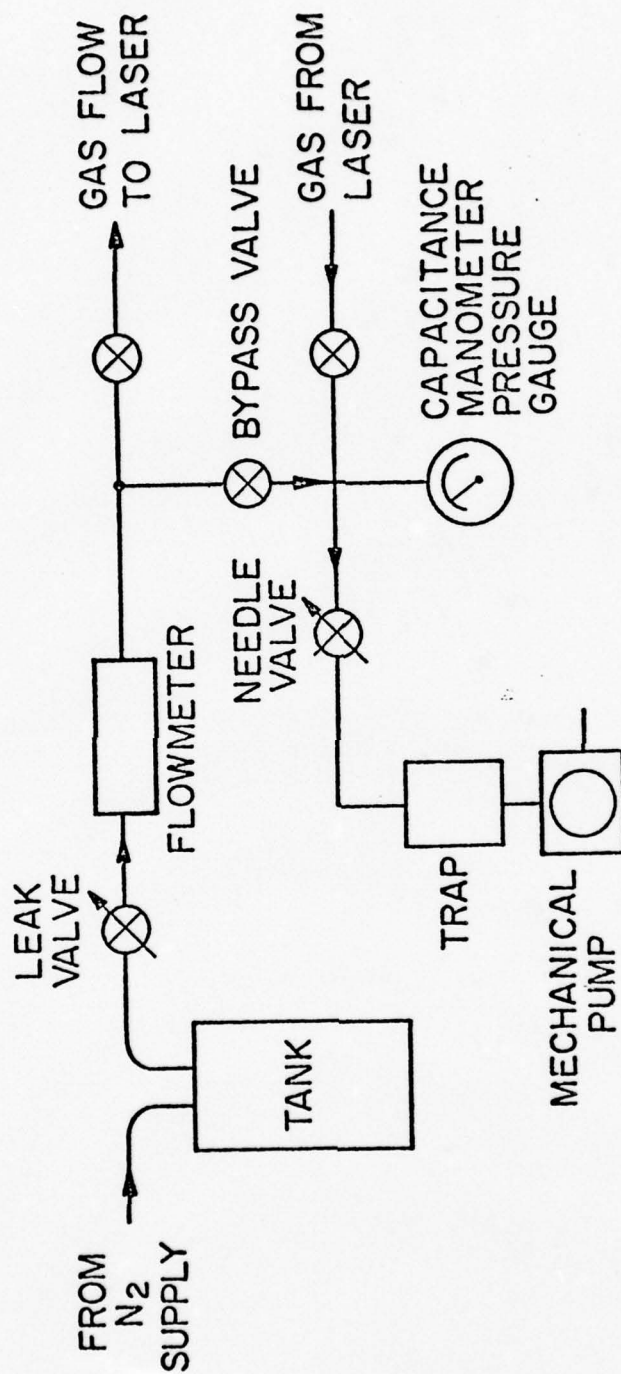 FROM
N2
SUPPLY
TANK
LEAK
VALVE
FLOWMETER
GAS FLOW
TO LASER
BYPASS VALVE
GAS FROM
LASER
NEEDLE
VALVE
CAPACITANCE
MANOMETER
PRESSURE
GAUGE
TRAP
MECHANICAL
PUMP